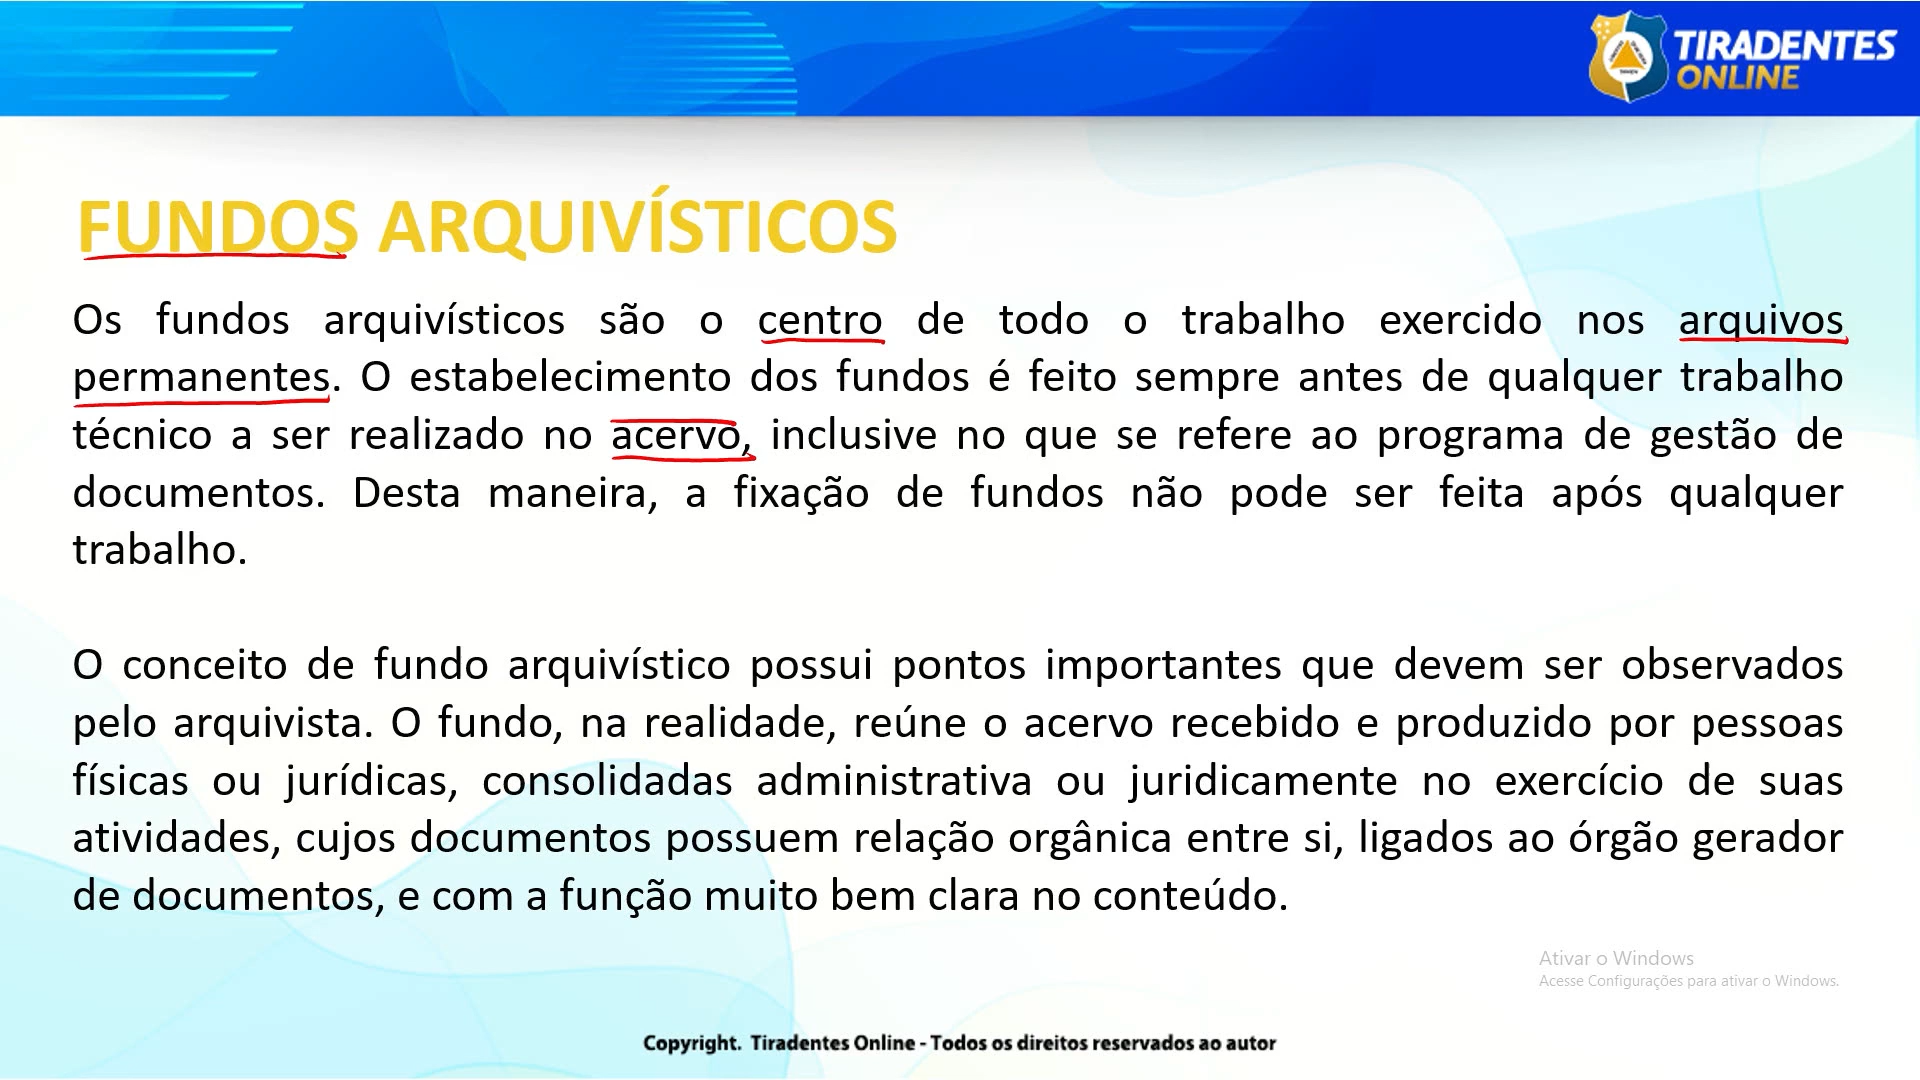 TIRADENTES
ONLINE
FUNDOS ARQUIVÍSTICOS
Os fundos arquivísticos são o centro de todo o trabalho exercido nos arquivos
permanentes. O estabelecimento dos fundos é feito sempre antes de qualquer trabalho
técnico a ser realizado no acervo, inclusive no que se refere ao programa de gestão de
documentos. Desta maneira, a fixação de fundos não pode ser feita após qualquer
trabalho.
O conceito de fundo arquivístico possui pontos importantes que devem ser observados
pelo arquivista. O fundo, na realidade, reúne o acervo recebido e produzido por pessoas
físicas ou jurídicas, consolidadas administrativa ou juridicamente no exercício de suas
atividades, cujos documentos possuem relação orgânica entre si, ligados ao órgão gerador
de documentos, e com a função muito bem clara no conteúdo.
Ativar o Windows
Acesse Configurações para ativar o Windows.
Copyright. Tiradentes Online - Todos os direitos reservados ao autor